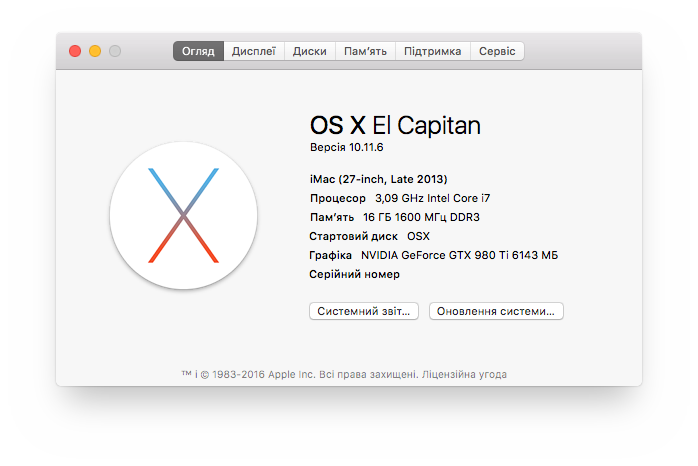 Огляд Дисплеї Диски Пам'ять Підтримка Сервіс
OS X El Capitan
Версія 10.11.6
iMac (27-inch, Late 2013)
Процесор 3,09 GHz Intel Core i7
Пам'ять 16 ГБ 1600 МГц DDR3
Стартовий диск OSX
Графіка NVIDIA GeForce GTX 980 Ti 6143 МБ
Серійний номер
Системний звіт... Оновлення системи...
™ і © 1983-2016 Apple Inc. Всі права захищені. Ліцензійна угода